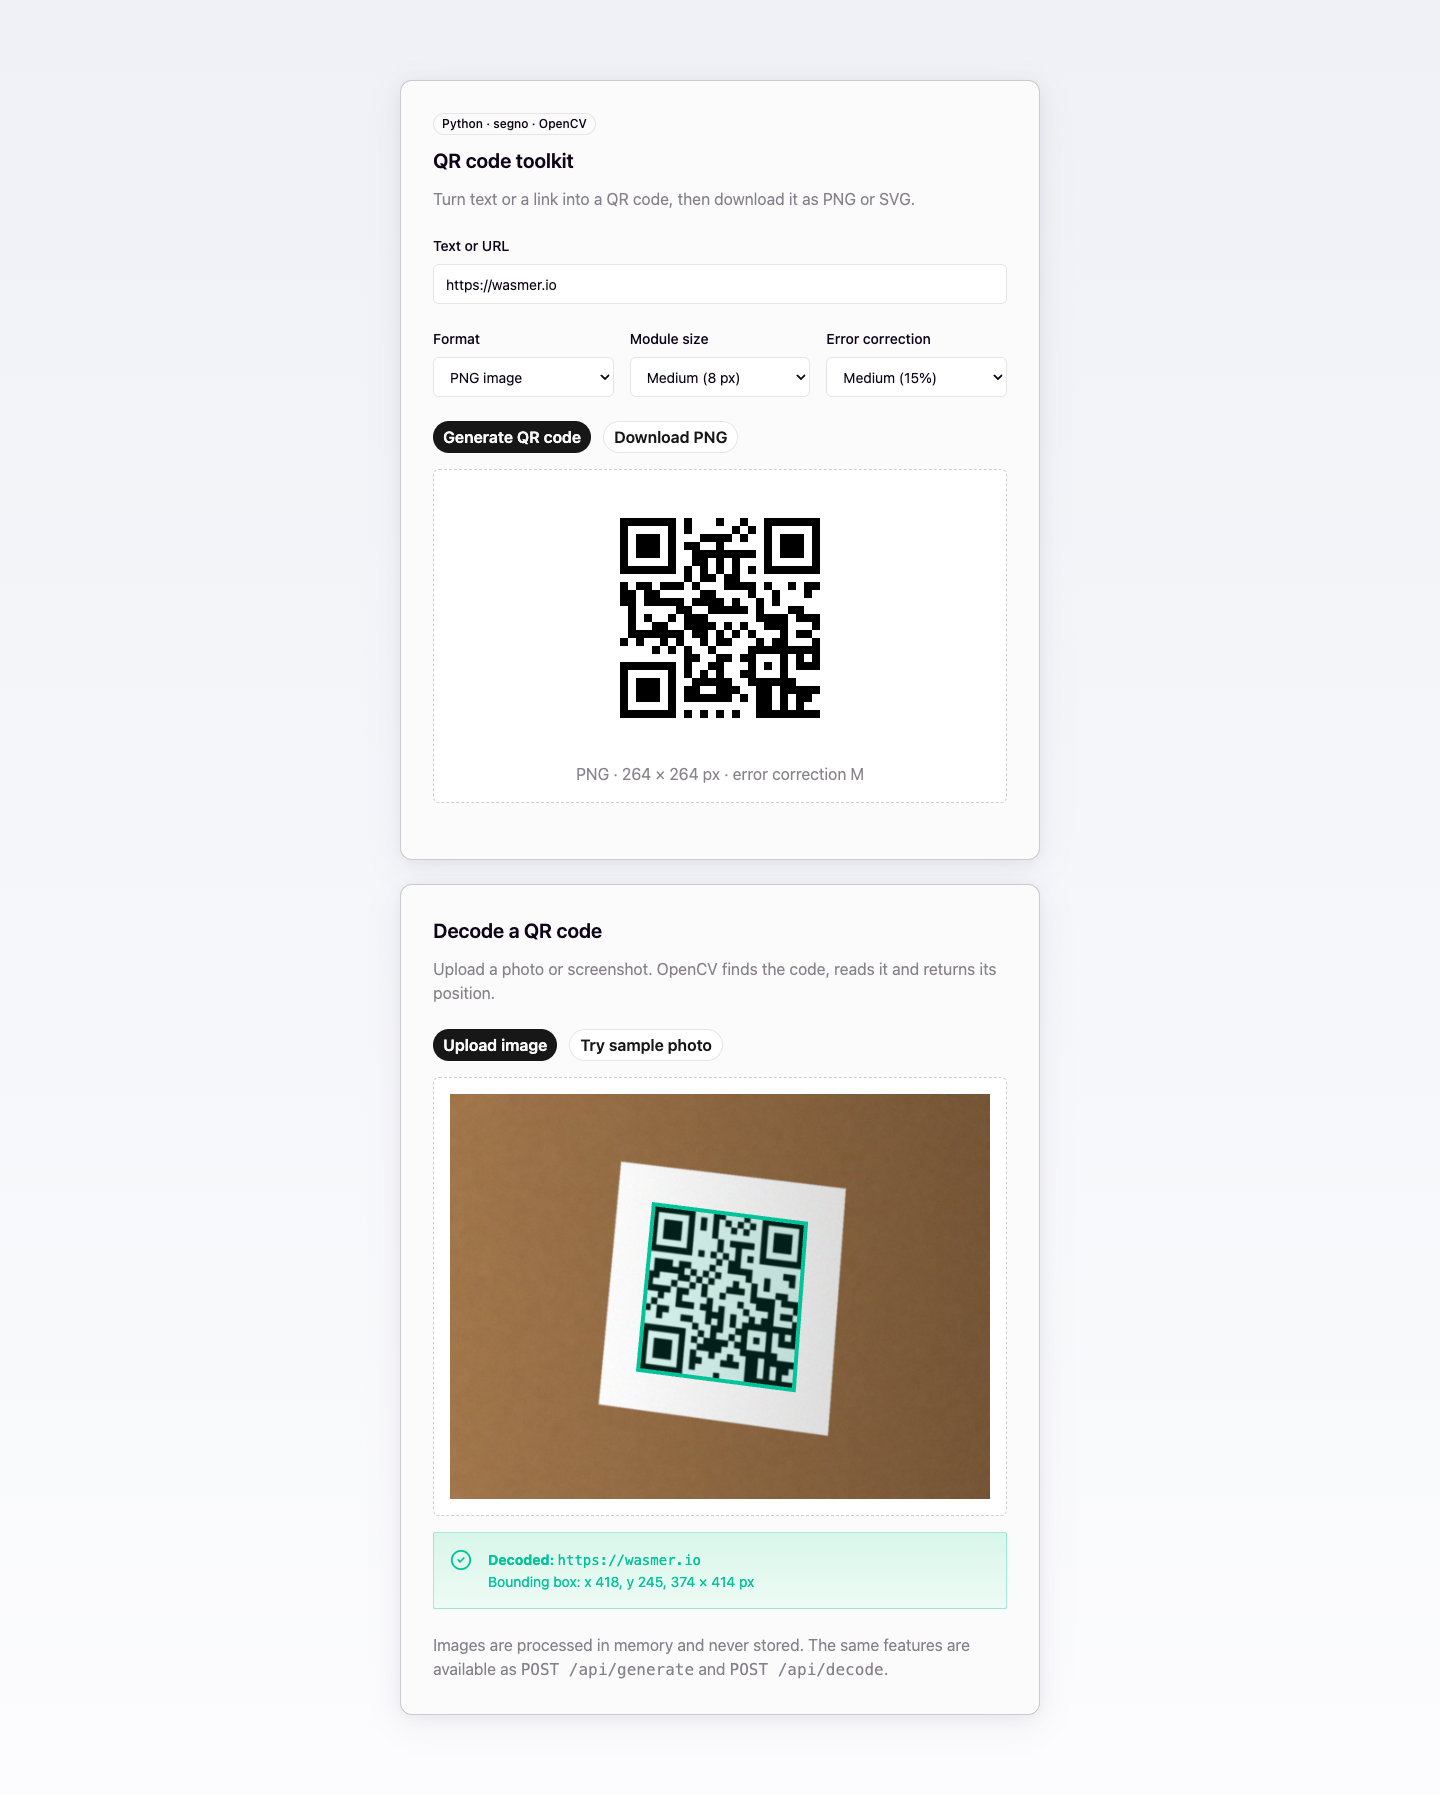 Python · segno · OpenCV
QR code toolkit
Turn text or a link into a QR code, then download it as PNG or SVG.
Text or URL
https://wasmer.io
Format Module size Error correction
PNG image Medium (8 px) Medium (15%)
Generate QR code Download PNG
PNG · 264 × 264 px · error correction M
Decode a QR code
Upload a photo or screenshot. OpenCV finds the code, reads it and returns its
position.
Upload image Try sample photo
Decoded: https://wasmer.io
Bounding box: x 418, y 245, 374 × 414 px
Images are processed in memory and never stored. The same features are
available as POST /api/generate and POST /api/decode.